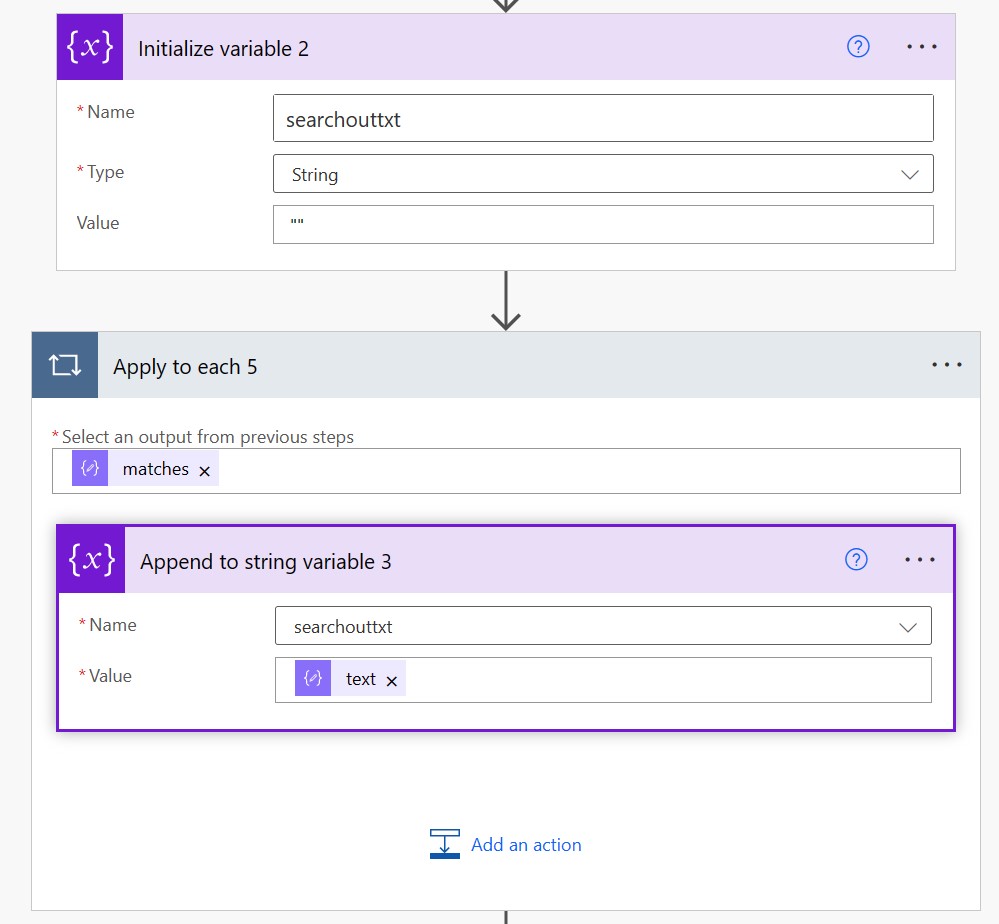 {x} Initialize variable 2 ? ...
* Name searchouttxt
* Type String
Value ""
Apply to each 5 ...
* Select an output from previous steps
matches ×
{x} Append to string variable 3 ? ...
* Name searchouttxt
* Value text ×
Add an action